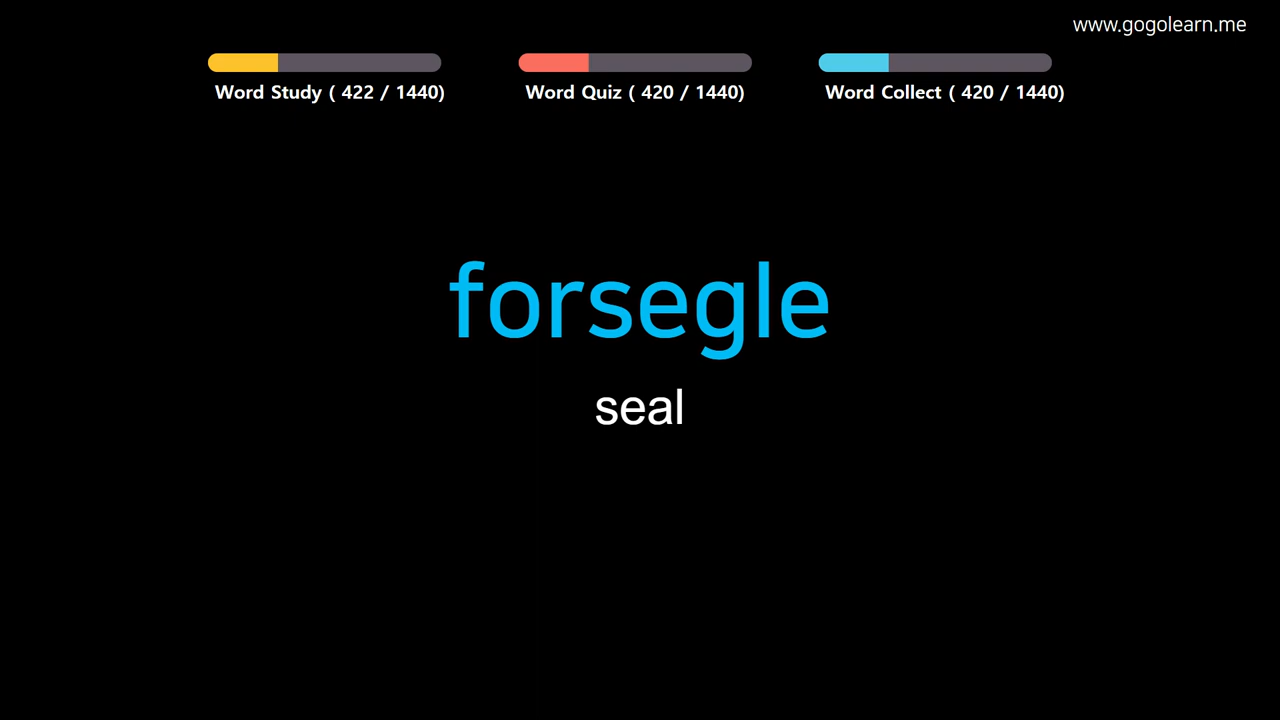 www.gogolearn.me
Word Study ( 422 / 1440)
Word Quiz ( 420 / 1440)
Word Collect ( 420 / 1440)
forsegle
seal